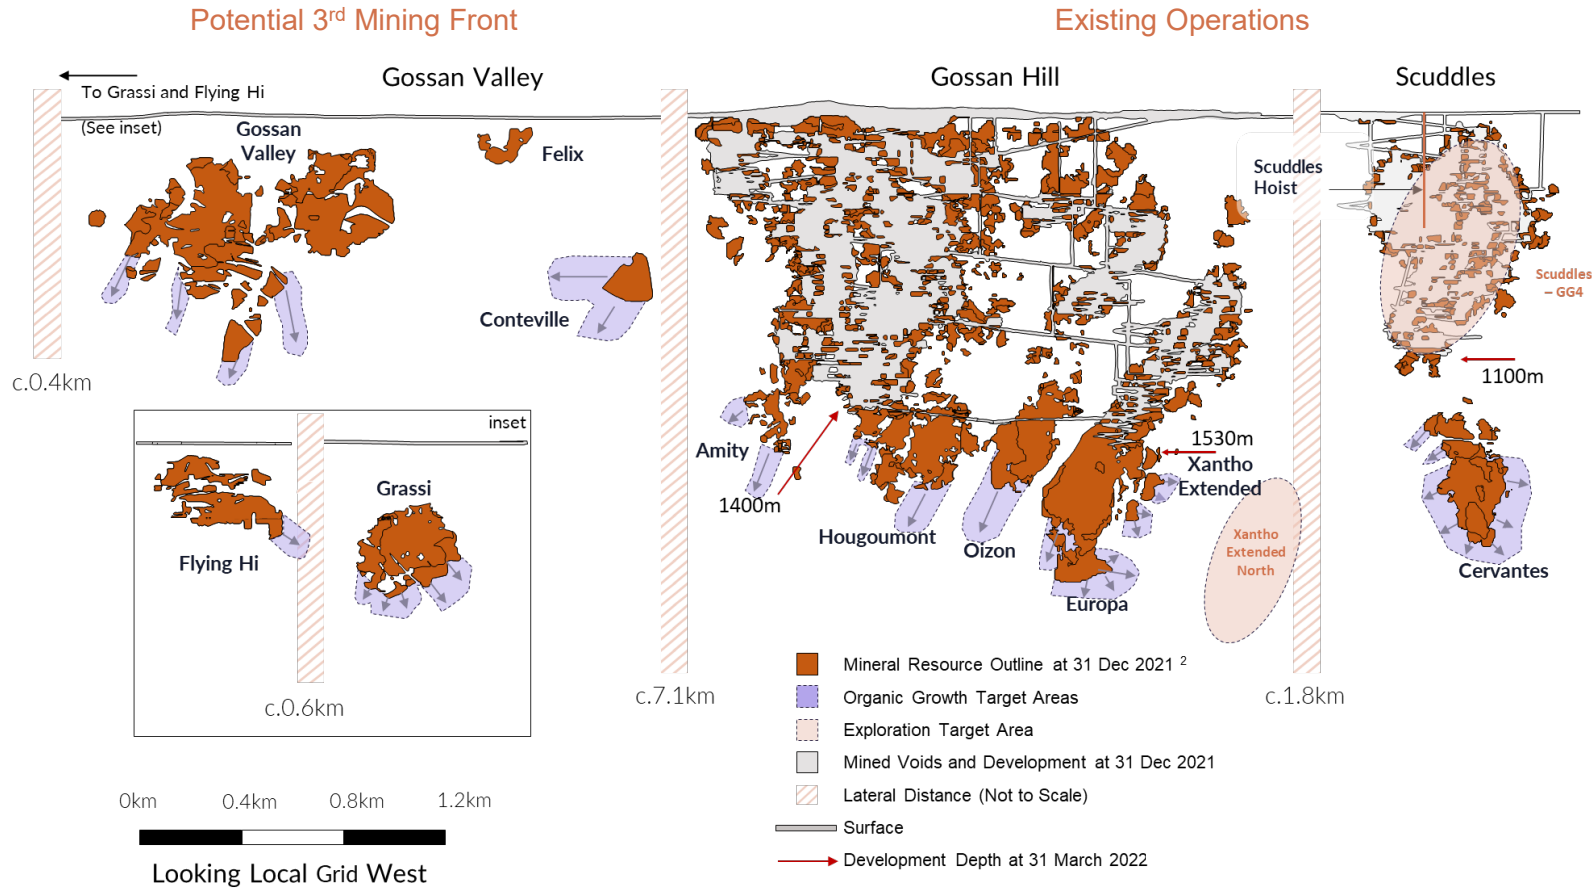 Potential 3rd Mining Front
Existing Operations
Gossan Valley
Gossan Hill
Scuddles
To Grassi and Flying Hi
(See inset)
Gossan
Valley
Felix
Conteville
c.0.4km
Scuddles
Hoist
Scuddles
– GG4
1100m
Amity
1400m
Hougoumont
Oizon
Europa
1530m
Xantho
Extended
Xantho
Extended
North
Cervantes
inset
Flying Hi
Grassi
c.0.6km
c.7.1km
c.1.8km
Mineral Resource Outline at 31 Dec 2021 2
Organic Growth Target Areas
Exploration Target Area
Mined Voids and Development at 31 Dec 2021
Lateral Distance (Not to Scale)
Surface
Development Depth at 31 March 2022
0km 0.4km 0.8km 1.2km
Looking Local Grid West